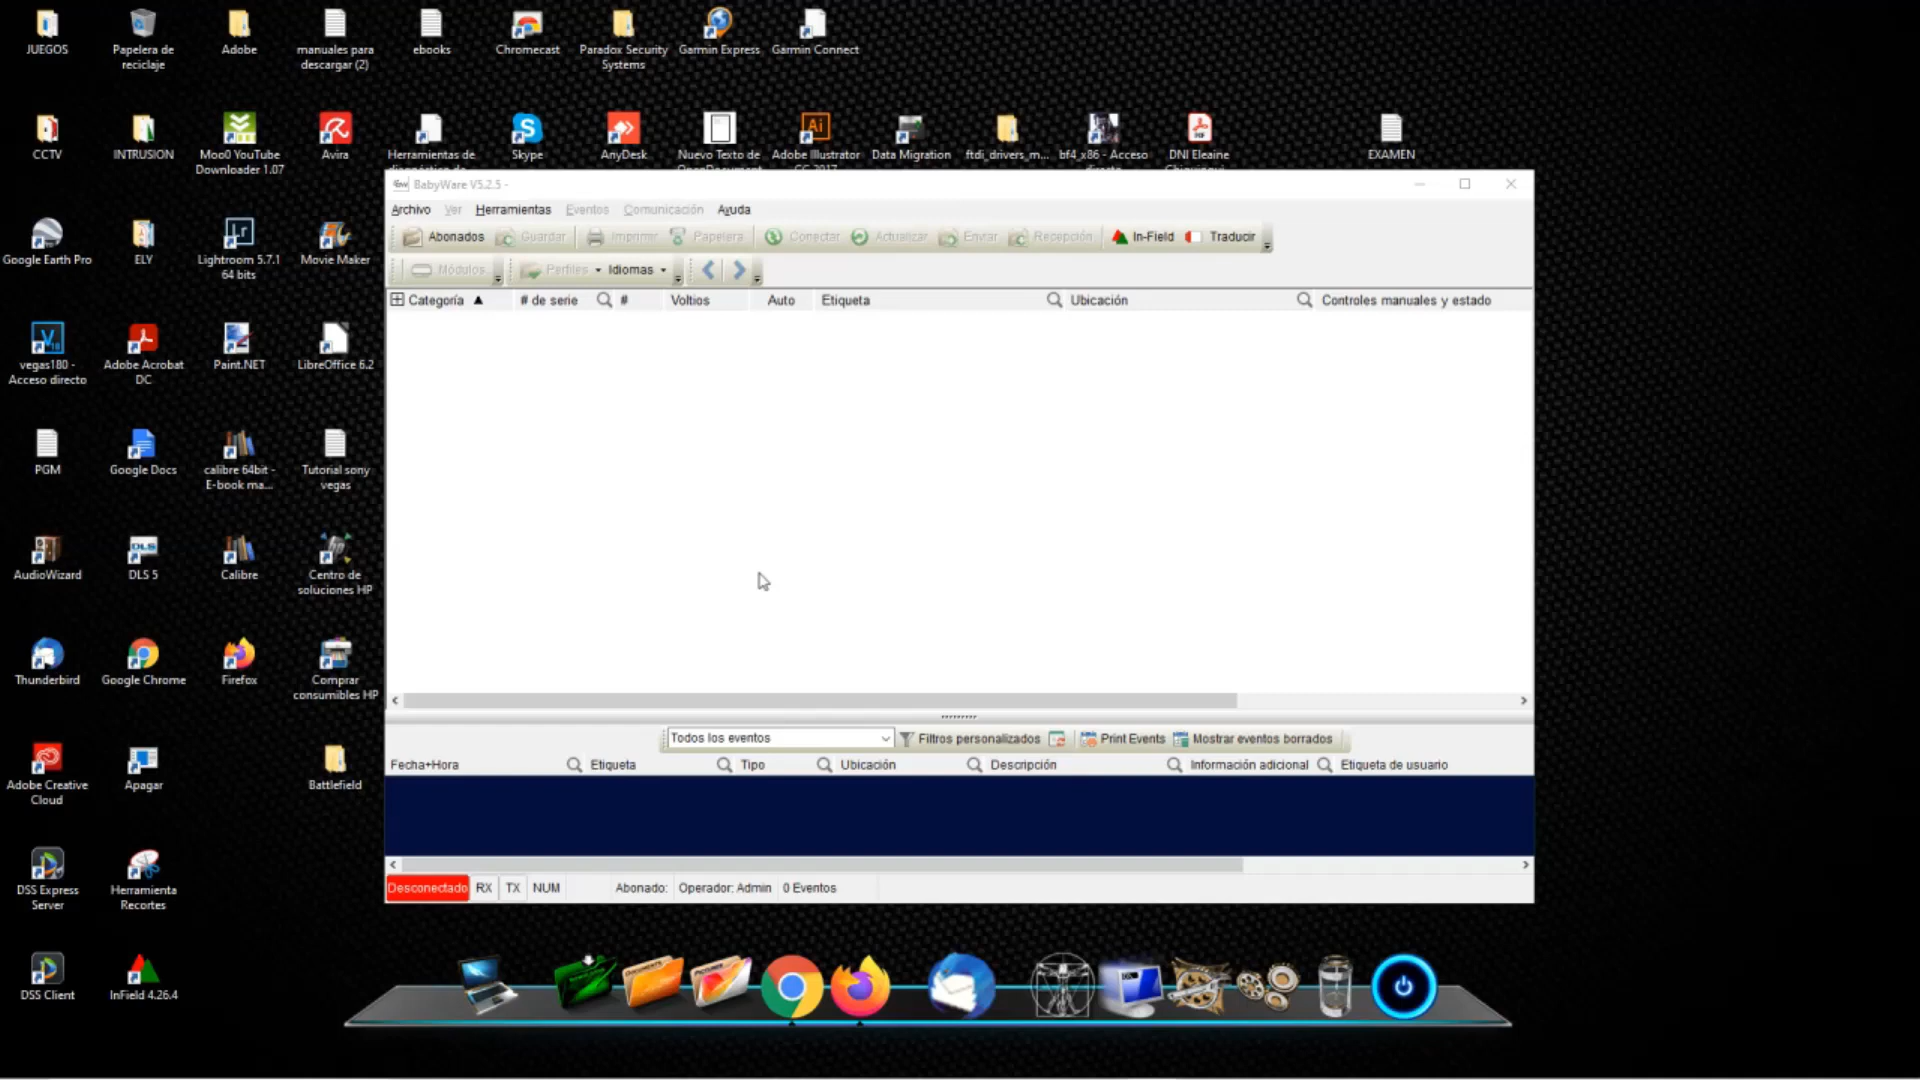 JUEGOS
Papelera de
reciclaje
Adobe
manuales para
descargar (2)
ebooks
Chromecast
Paradox Security
Systems
Garmin Express
Garmin Connect
CCTV
INTRUSION
Moo0 YouTube
Downloader 1.07
Avira
Herramientas de
Skype
AnyDesk
Nuevo Texto de
Adobe Illustrator
Data Migration
ftdi_drivers_m...
bf4_x86 - Acceso
DNI Eleaine
EXAMEN
Google Earth Pro
ELY
Lightroom 5.7.1
64 bits
Movie Maker
vegas180 -
Acceso directo
Adobe Acrobat
DC
Paint.NET
LibreOffice 6.2
PGM
Google Docs
calibre 64bit -
E-book ma...
Tutorial sony
vegas
AudioWizard
DLS 5
Calibre
Centro de
soluciones HP
Thunderbird
Google Chrome
Firefox
Comprar
consumibles HP
Adobe Creative
Cloud
Apagar
Battlefield
DSS Express
Server
Herramienta
Recortes
DSS Client
InField 4.26.4
BabyWare V5.2.5 -
Archivo Ver Herramientas Eventos Comunicación Ayuda
Abonados Guardar Imprimir Papelera Conectar Actualizar Enviar Recepción In-Field Traducir
Módulos Perfiles Idiomas
Categoría # de serie # Voltios Auto Etiqueta Ubicación Controles manuales y estado
Todos los eventos Filtros personalizados Print Events Mostrar eventos borrados
Fecha+Hora Etiqueta Tipo Ubicación Descripción Información adicional Etiqueta de usuario
Desconectado RX TX NUM Abonado: Operador: Admin 0 Eventos